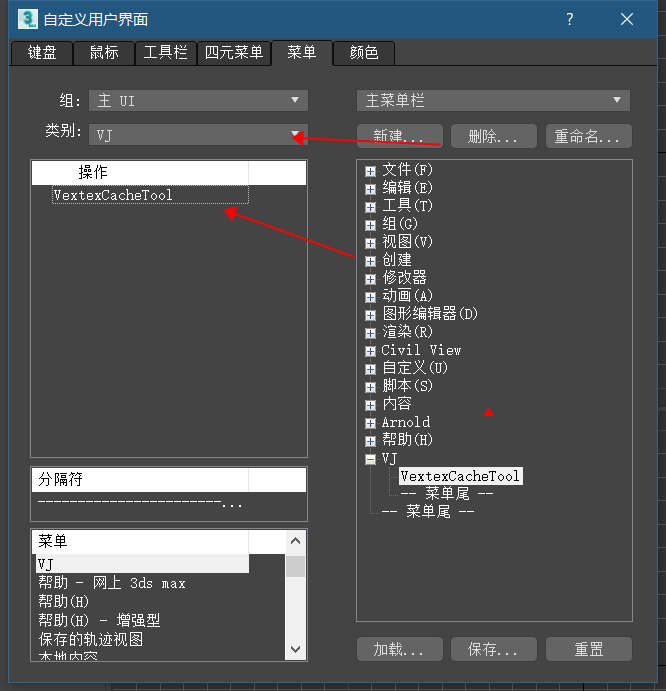 自定义用户界面
键盘 鼠标 工具栏 四元菜单 菜单 颜色
组: 主 UI
主菜单栏
类别: VJ
新建... 删除... 重命名...
操作
VextexCacheTool
文件(F)
编辑(E)
工具(T)
组(G)
视图(V)
创建
修改器
动画(A)
图形编辑器(D)
渲染(R)
Civil View
自定义(U)
脚本(S)
内容
Arnold
帮助(H)
VJ
VextexCacheTool
-- 菜单尾 --
-- 菜单尾 --
分隔符
-----------------------...
菜单
VJ
帮助 - 网上 3ds max
帮助(H)
帮助(H) - 增强型
保存的轨迹视图
本地内容
加载... 保存... 重置